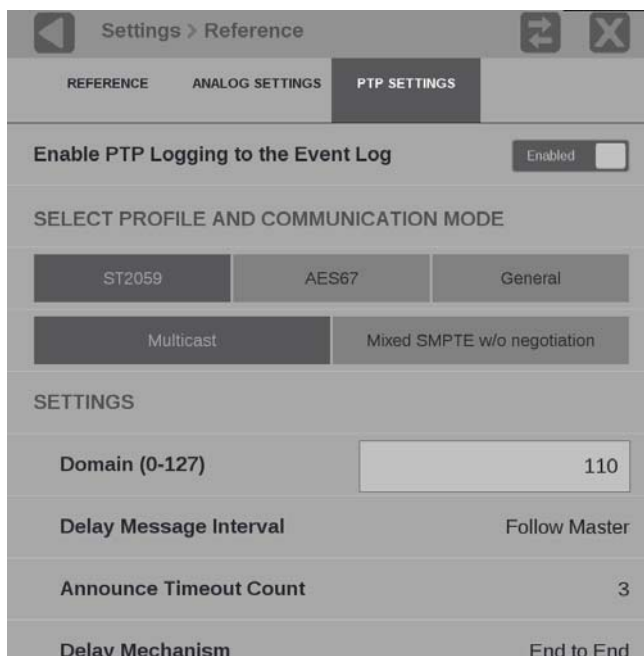 Settings > Reference
REFERENCE ANALOG SETTINGS PTP SETTINGS
Enable PTP Logging to the Event Log Enabled
SELECT PROFILE AND COMMUNICATION MODE
ST2059 AES67 General
Multicast Mixed SMPTE w/o negotiation
SETTINGS
Domain (0-127) 110
Delay Message Interval Follow Master
Announce Timeout Count 3
Delay Mechanism End to End